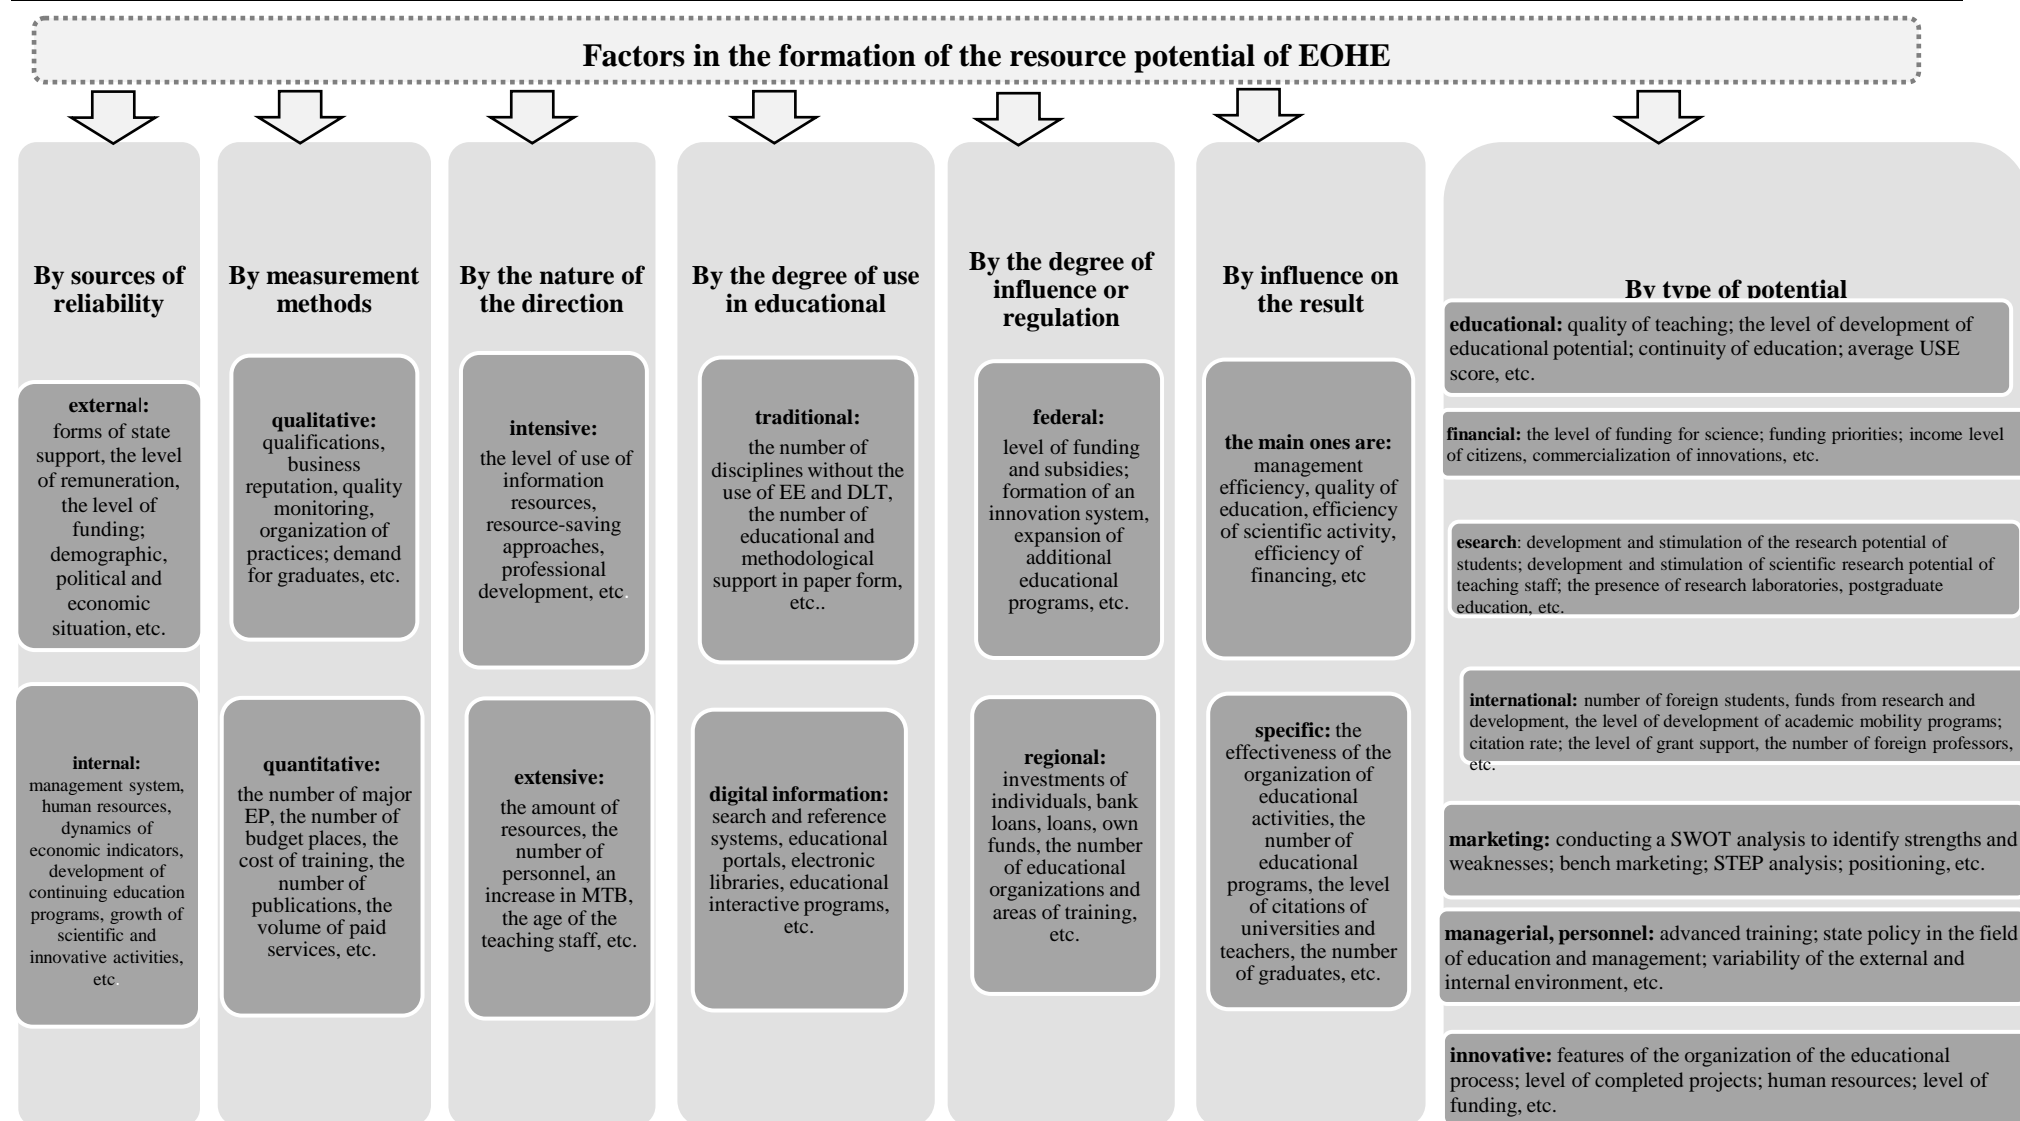 Factors in the formation of the resource potential of EOHE
By sources of
reliability
external:
forms of state
support, the level
of remuneration,
the level of
funding;
demographic,
political and
economic
situation, etc.
internal:
management system,
human resources,
dynamics of
economic indicators,
development of
continuing education
programs, growth of
scientific and
innovative activities,
etc.
By measurement
methods
qualitative:
qualifications,
business
reputation, quality
monitoring,
organization of
practices; demand
for graduates, etc.
quantitative:
the number of major
EP, the number of
budget places, the
cost of training, the
number of
publications, the
volume of paid
services, etc.
By the nature of
the direction
intensive:
the level of use of
information
resources,
resource-saving
approaches,
professional
development, etc.
extensive:
the amount of
resources, the
number of
personnel, an
increase in MTB,
the age of the
teaching staff, etc.
By the degree of use
in educational
traditional:
the number of
disciplines without the
use of EE and DLT,
the number of
educational and
methodological
support in paper form,
etc..
digital information:
search and reference
systems, educational
portals, electronic
libraries, educational
interactive programs,
etc.
By the degree of
influence or
regulation
federal:
level of funding
and subsidies;
formation of an
innovation system,
expansion of
additional
educational
programs, etc.
regional:
investments of
individuals, bank
loans, loans, own
funds, the number
of educational
organizations and
areas of training,
etc.
By influence on
the result
the main ones are:
management
efficiency, quality of
education, efficiency
of scientific activity,
efficiency of
financing, etc
specific: the
effectiveness of the
organization of
educational
activities, the
number of
educational
programs, the level
of citations of
universities and
teachers, the number
of graduates, etc.
By type of potential
educational: quality of teaching; the level of development of
educational potential; continuity of education; average USE
score, etc.
financial: the level of funding for science; funding priorities; income level
of citizens, commercialization of innovations, etc.
esearch: development and stimulation of the research potential of
students; development and stimulation of scientific research potential of
teaching staff; the presence of research laboratories, postgraduate
education, etc.
international: number of foreign students, funds from research and
development, the level of development of academic mobility programs;
citation rate; the level of grant support, the number of foreign professors,
etc.
marketing: conducting a SWOT analysis to identify strengths and
weaknesses; bench marketing; STEP analysis; positioning, etc.
managerial, personnel: advanced training; state policy in the field
of education and management; variability of the external and
internal environment, etc.
innovative: features of the organization of the educational
process; level of completed projects; human resources; level of
funding, etc.